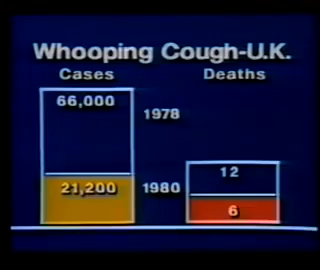 Whooping Cough-U.K.
Cases Deaths
66,000 1978
12
21,200 1980
6